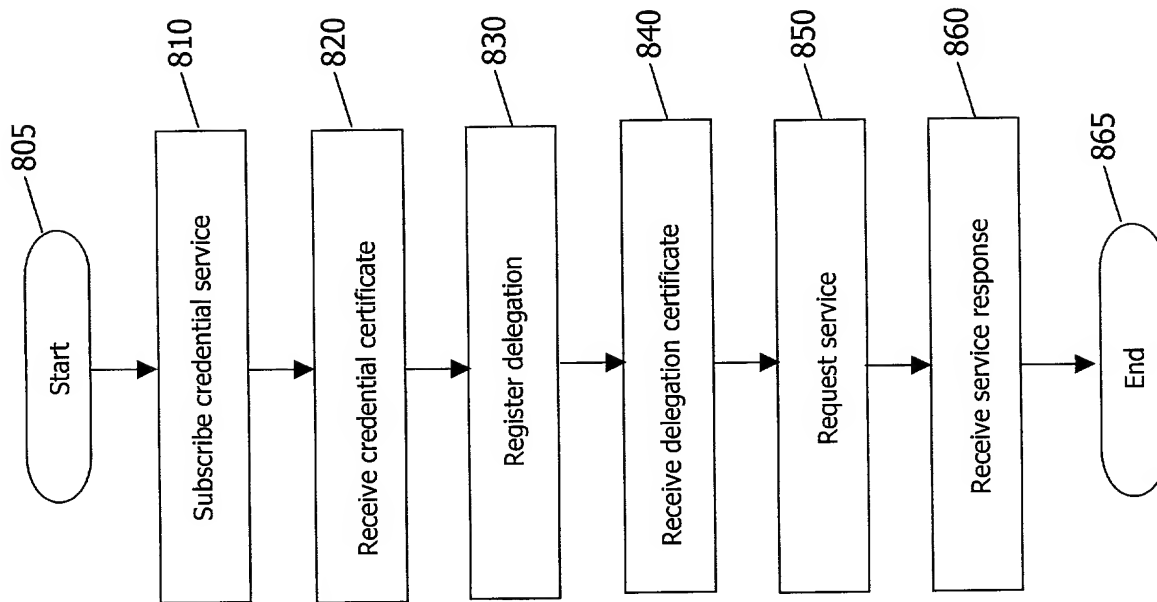 Start
805
Subscribe credential service
810
Receive credential certificate
820
Register delegation
830
Receive delegation certificate
840
Request service
850
Receive service response
860
End
865